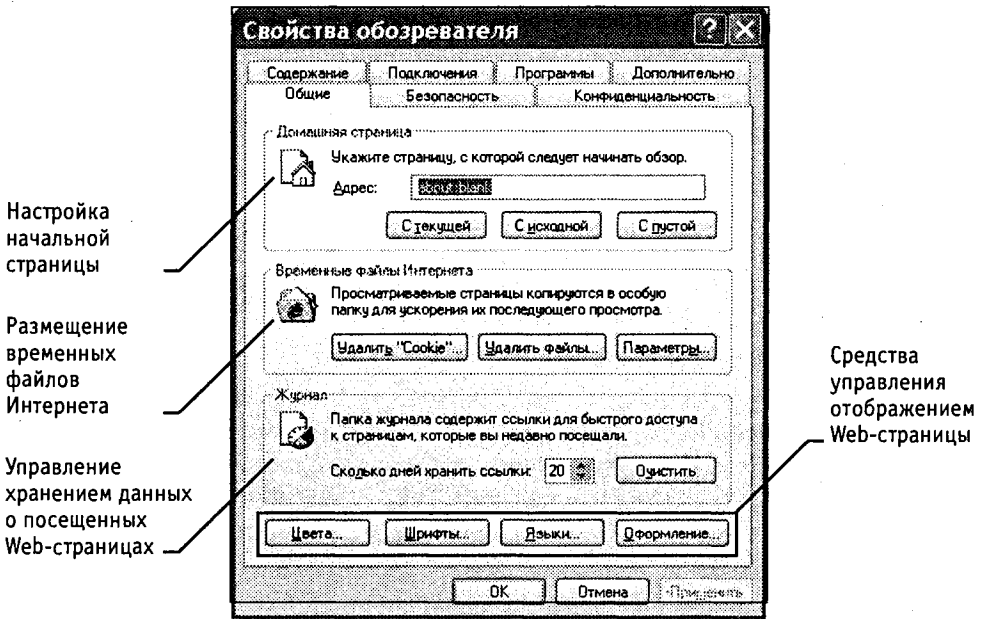 Свойства обозревателя
Содержание Подключения Программы Дополнительно
Общие Безопасность Конфиденциальность
Домашняя страница
Укажите страницу, с которой следует начинать обзор.
Адрес: about:blank
С текущей С исходной С пустой
Временные файлы Интернета
Просматриваемые страницы копируются в особую
папку для ускорения их последующего просмотра.
Удалить "Cookie"... Удалить файлы... Параметры...
Журнал
Папка журнала содержит ссылки для быстрого доступа
к страницам, которые вы недавно посещали.
Сколько дней хранить ссылки: 20 Очистить
Цвета... Шрифты... Языки... Оформление...
OK Отмена Применить
Настройка
начальной
страницы
Размещение
временных
файлов
Интернета
Управление
хранением данных
о посещенных
Web-страницах
Средства
управления
отображением
Web-страницы